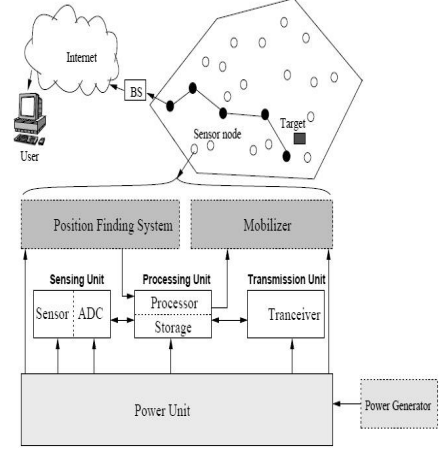 Internet
BS
User
Sensor node
Target
Position Finding System
Mobilizer
Sensing Unit
Processing Unit
Transmission Unit
Sensor
ADC
Processor
Storage
Tranceiver
Power Unit
Power Generator